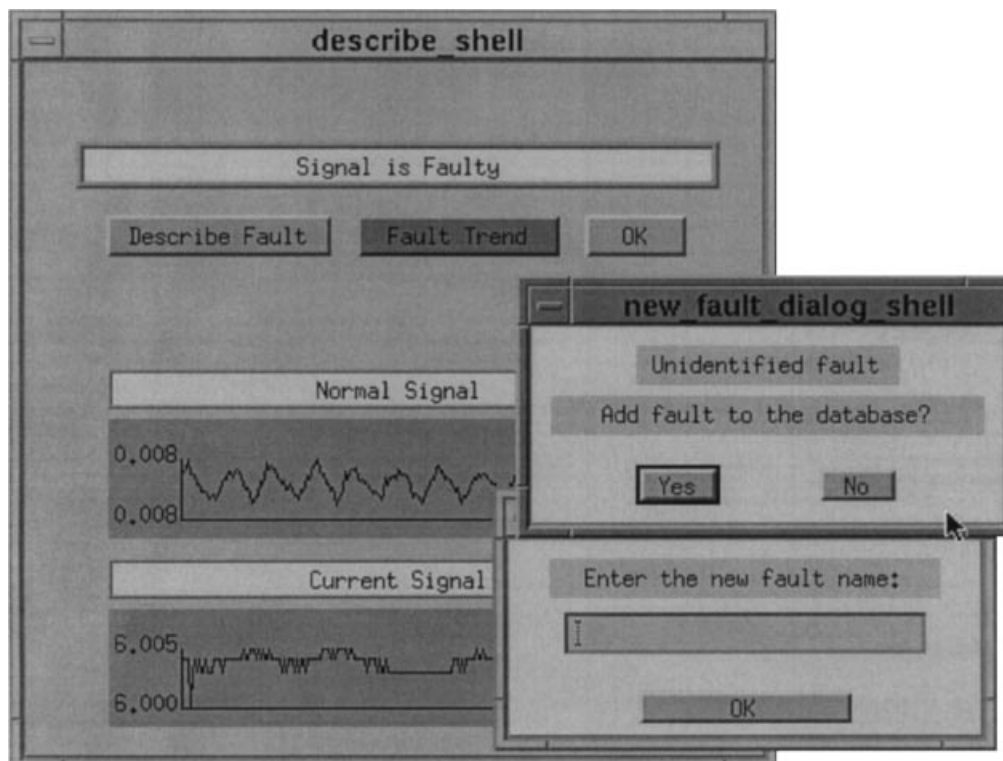 describe_shell
Signal is Faulty
Describe Fault
Fault Trend
OK
new_fault_dialog_shell
Unidentified fault
Add fault to the database?
Yes
No
Normal Signal
0.008
0.008
Current Signal
6.005
6.000
Enter the new fault name:
OK